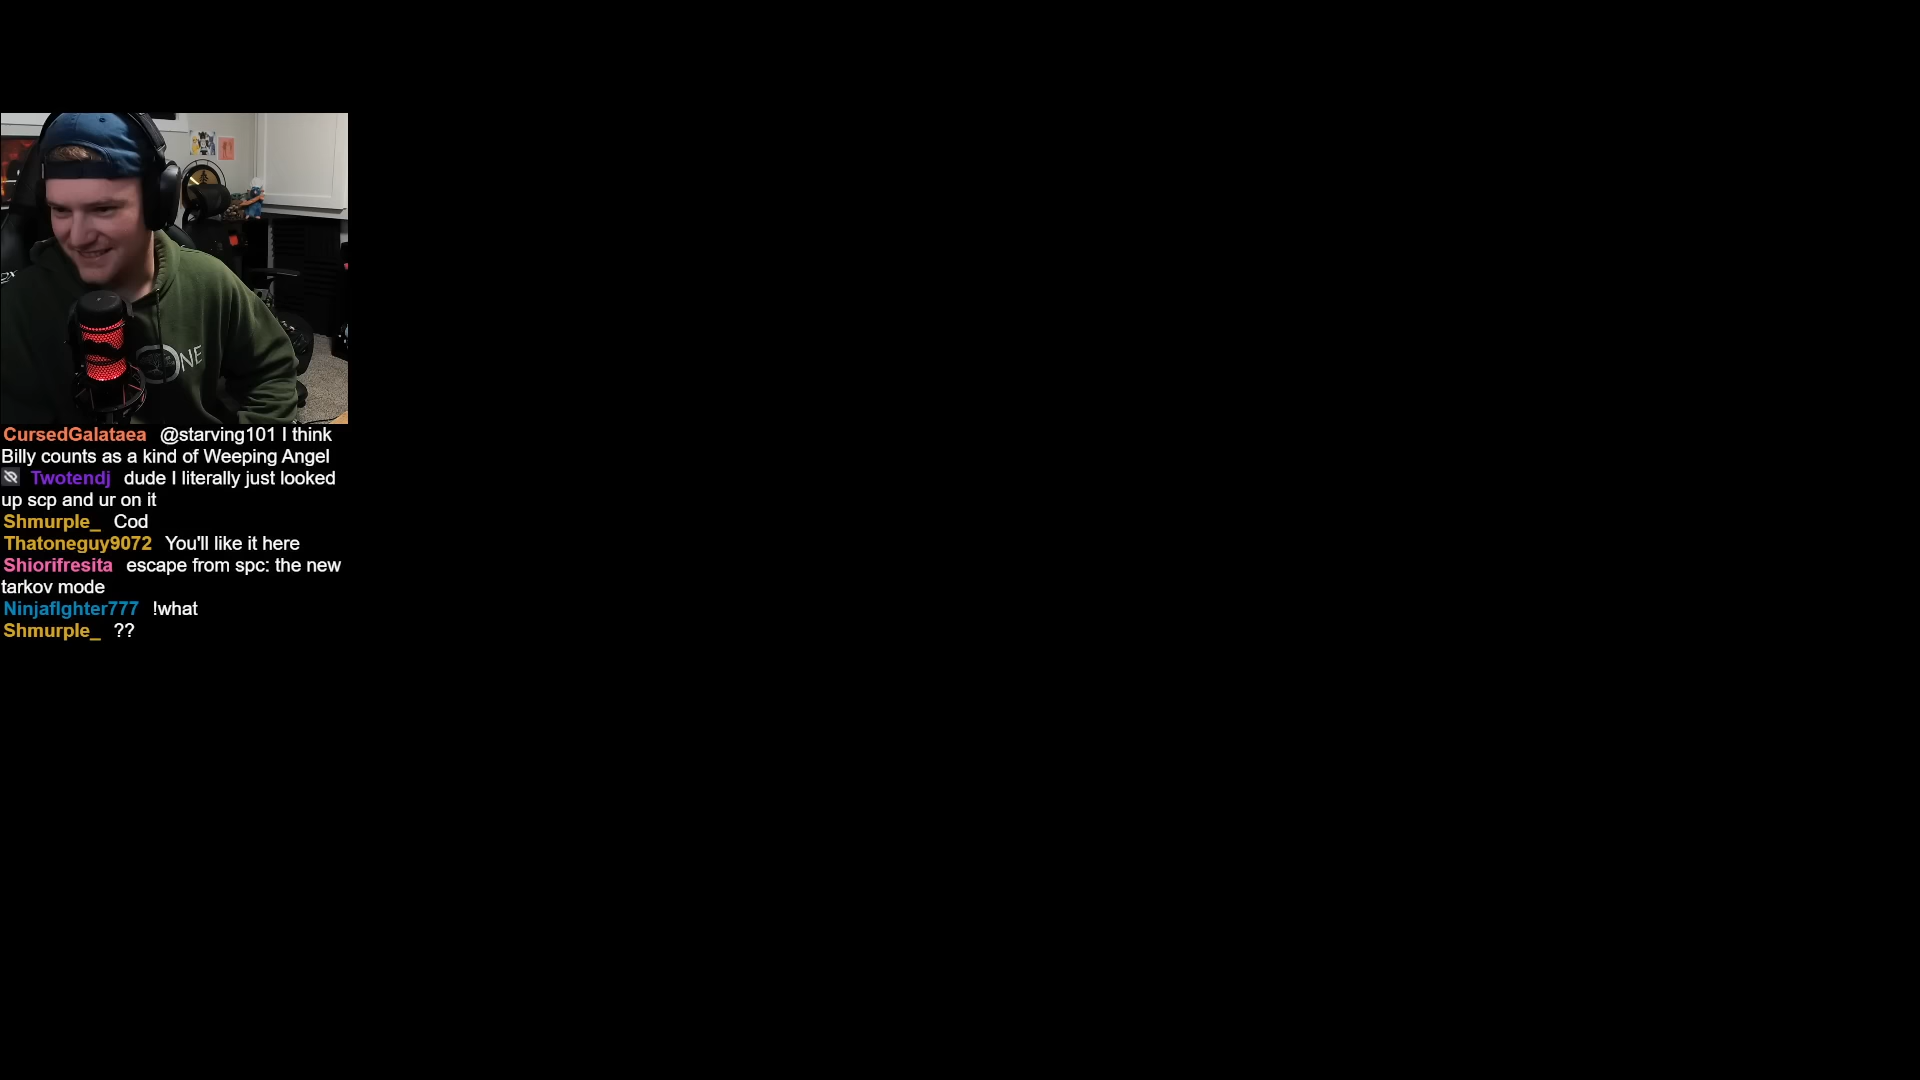 NE
CursedGalataea @starving101 I think
Billy counts as a kind of Weeping Angel
Twotendj dude I literally just looked
up scp and ur on it
Shmurple_ Cod
Thatoneguy9072 You'll like it here
Shiorifresita escape from spc: the new
tarkov mode
Ninjaflghter777 !what
Shmurple_ ??